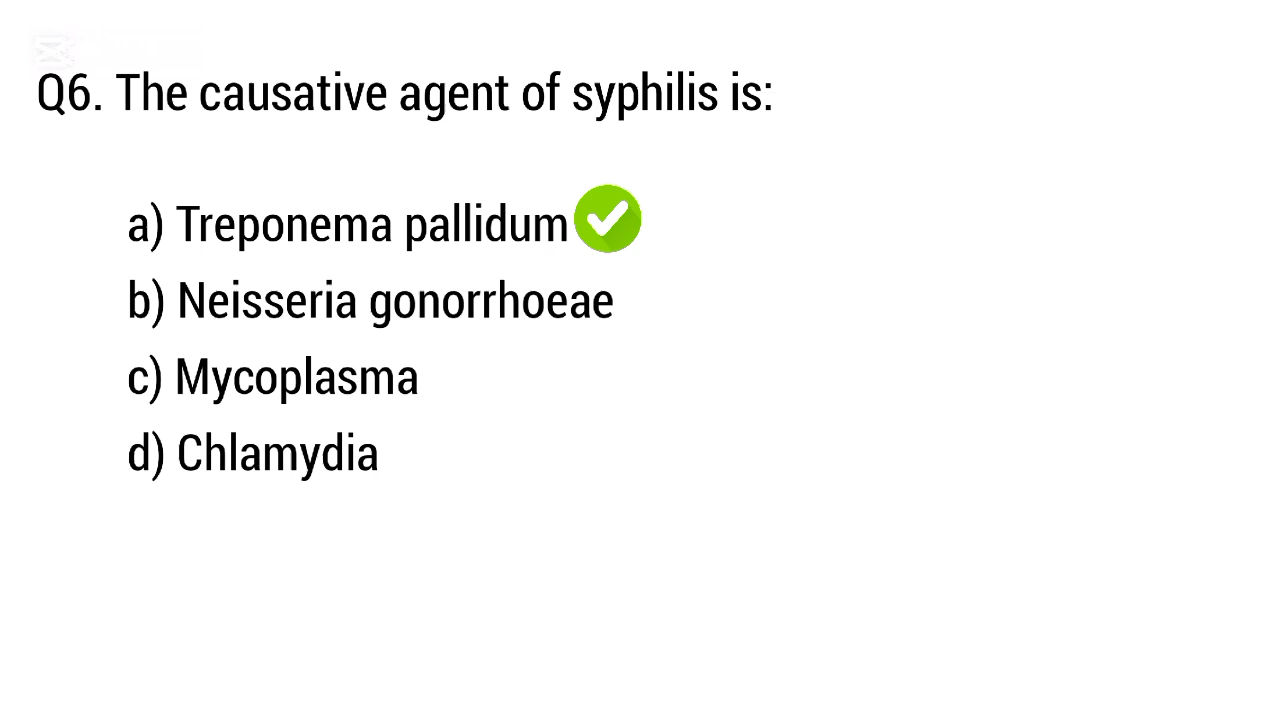 Q6. The causative agent of syphilis is:
a) Treponema pallidum
b) Neisseria gonorrhoeae
c) Mycoplasma
d) Chlamydia